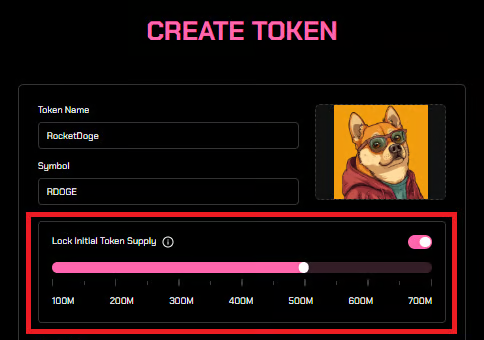 CREATE TOKEN
Token Name
RocketDoge
Symbol
RDOGE
Lock Initial Token Supply
100M 200M 300M 400M 500M 600M 700M